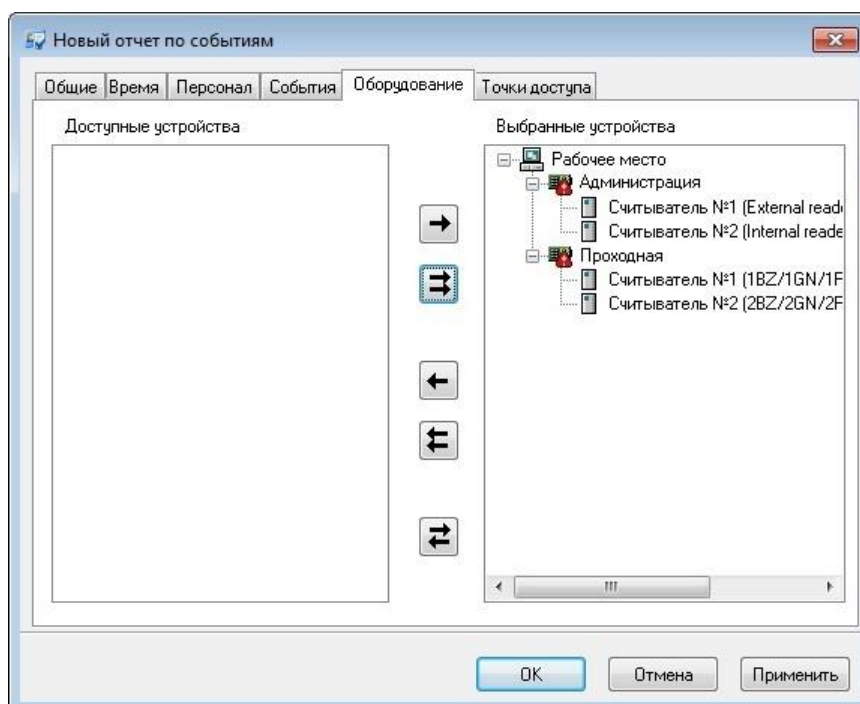 Новый отчет по событиям
Общие Время Персонал События Оборудование Точки доступа
Доступные устройства
Выбранные устройства
Рабочее место
Администрация
Считыватель №1 (External read
Считыватель №2 (Internal reade
Проходная
Считыватель №1 (1BZ/1GN/1F
Считыватель №2 (2BZ/2GN/2F
OK Отмена Применить